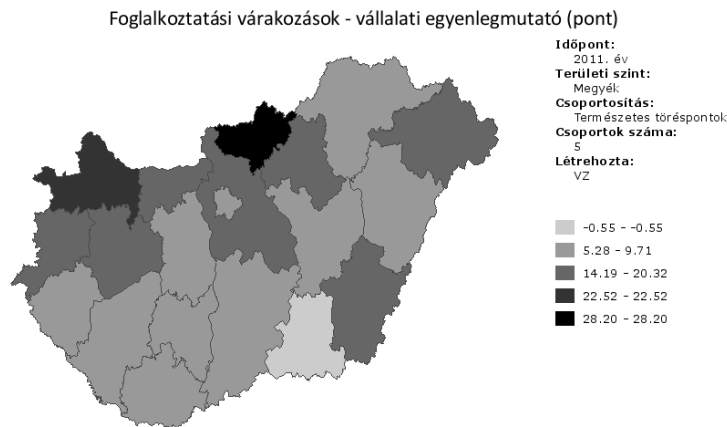 Foglalkoztatási várakozások - vállalati egyenlegmutató (pont)
Időpont:
2011. év
Területi szint:
Megyék
Csoportosítás:
Természetes töréspontok
Csoportok száma:
5
Létrehozta:
VZ
-0.55 - -0.55
5.28 - 9.71
14.19 - 20.32
22.52 - 22.52
28.20 - 28.20